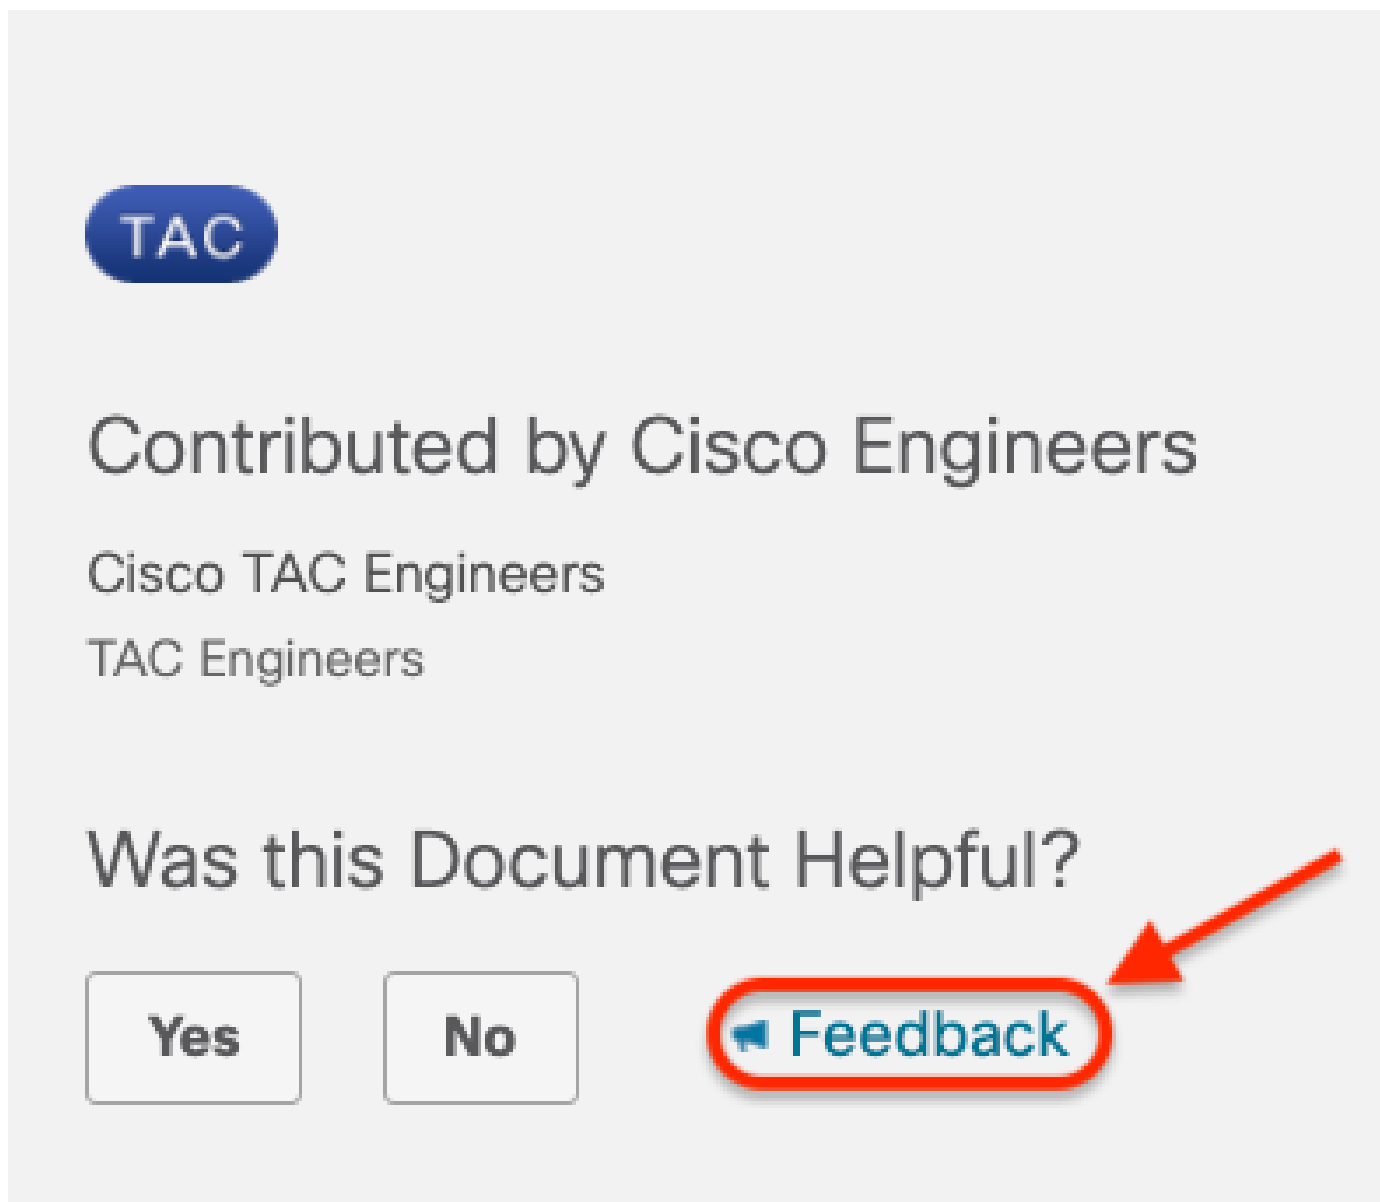 TAC
Contributed by Cisco Engineers
Cisco TAC Engineers
TAC Engineers
Was this Document Helpful?
Yes No Feedback